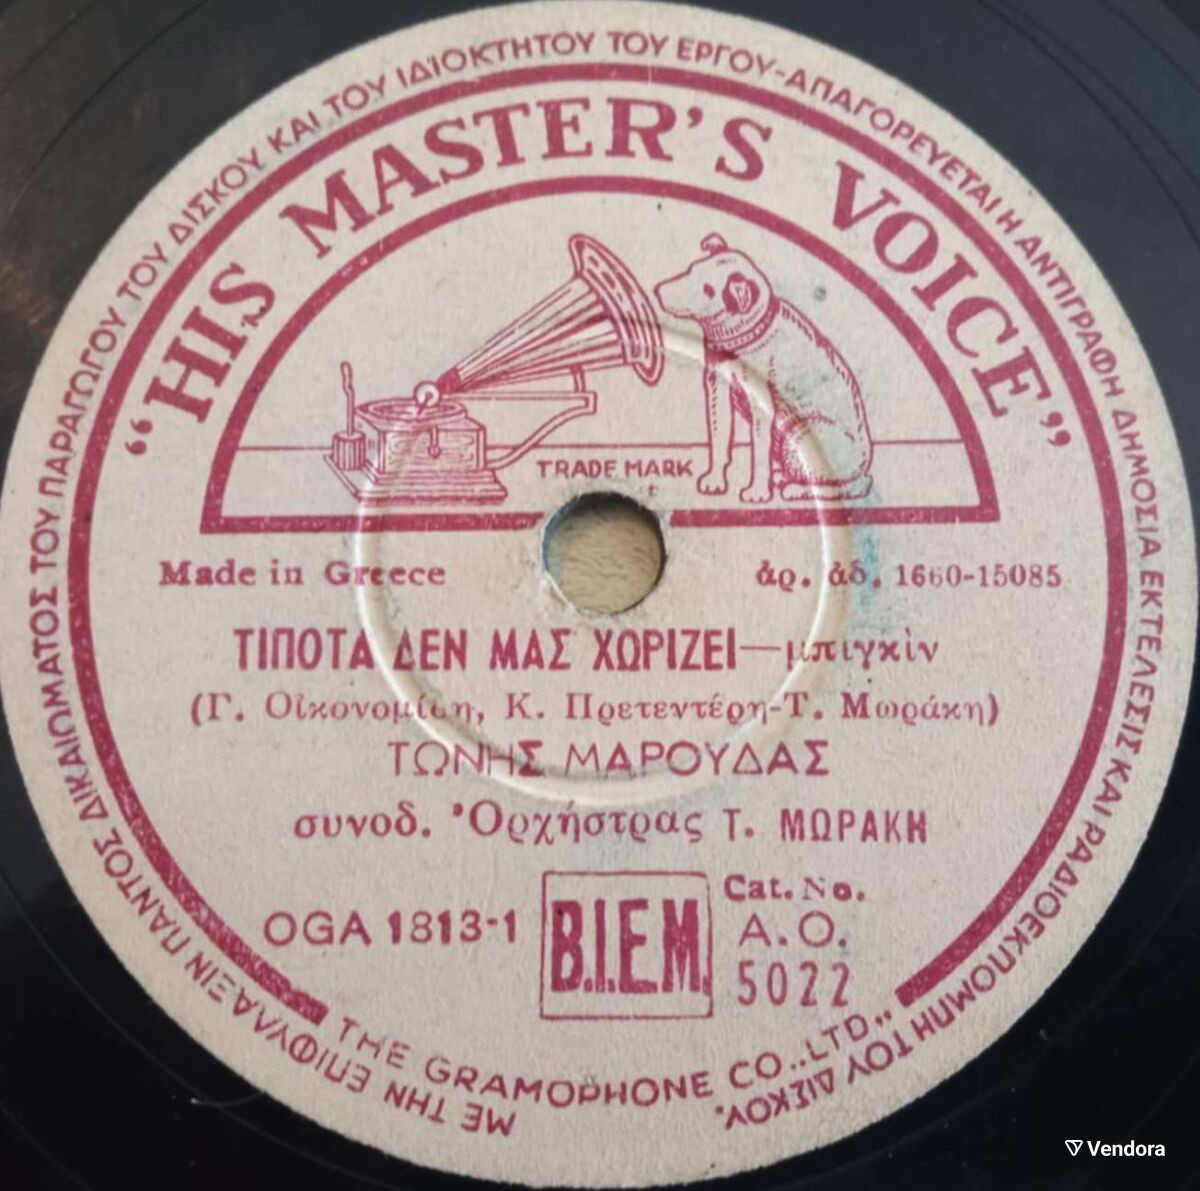 ΜΕ ΤΗΝ ΕΠΙΦΥΛΑΞΙΝ ΠΑΝΤΟΣ ΔΙΚΑΙΩΜΑΤΟΣ ΤΟΥ ΠΑΡΑΓΩΓΟΥ ΤΟΥ ΔΙΣΚΟΥ ΚΑΙ ΤΟΥ ΙΔΙΟΚΤΗΤΟΥ ΤΟΥ ΕΡΓΟΥ-ΑΠΑΓΟΡΕΥΕΤΑΙ Η ΑΝΤΙΓΡΑΦΗ ΔΗΜΟΣΙΑ ΕΚΤΕΛΕΣΣΙΣ ΚΑΙ ΡΑΔΙΟΕΚΠΟΜΠΗ ΤΟΥ ΔΙΣΚΟΥ.
“HIS MASTER'S VOICE”
TRADE MARK
Made in Greece
ἀρ. ἀδ. 1660-15085
ΤΙΠΟΤΑ ΔΕΝ ΜΑΣ ΧΩΡΙΖΕΙ—μπιγκὶν
(Γ. Οἰκονομίδη, Κ. Πρετεντέρη-Τ. Μωράκη)
ΤΩΝΗΣ ΜΑΡΟΥΔΑΣ
συνοδ. Ὀρχήστρας Τ. ΜΩΡΑΚΗ
OGA 1813-1
B.I.E.M.
Cat. No.
A.O.
5022
THE GRAMOPHONE CO..LTD„
Vendora